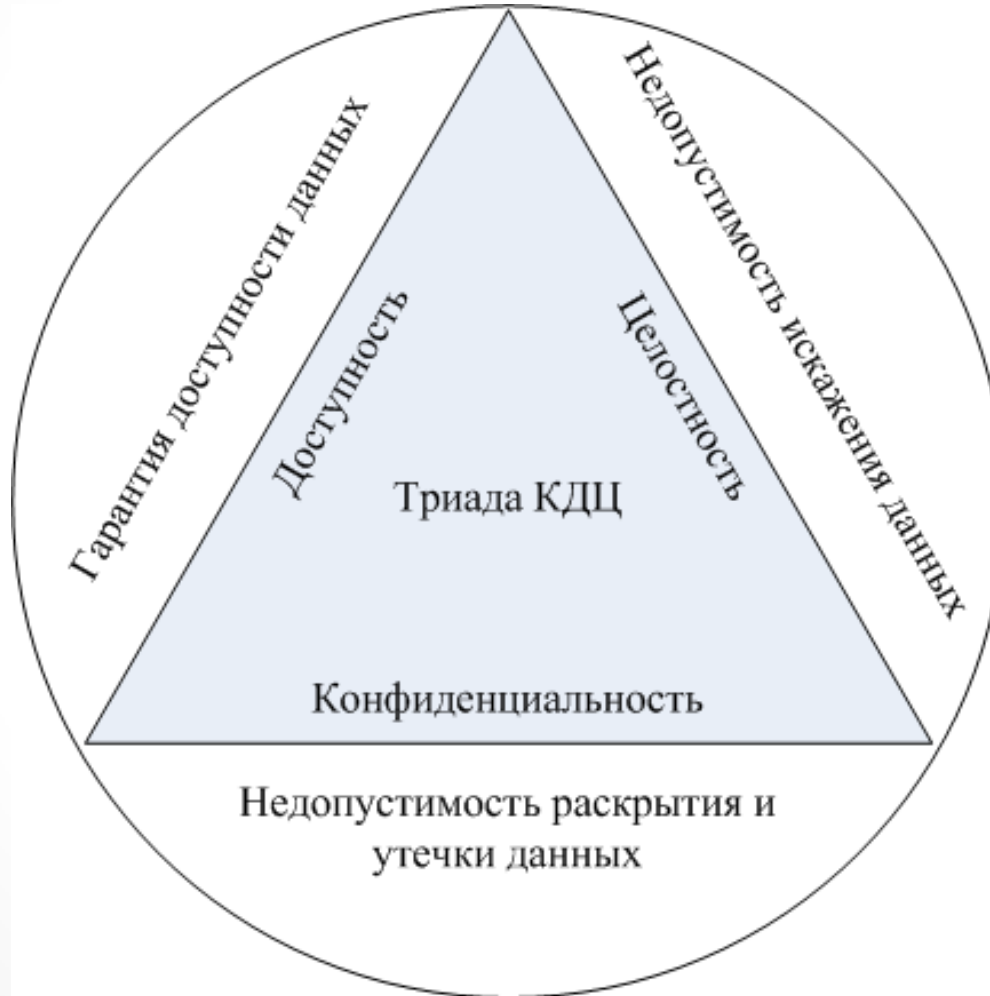 Гарантия доступности данных
Недопустимость искажения данных
Доступность
Целостность
Триада КДЦ
Конфиденциальность
Недопустимость раскрытия и
утечки данных